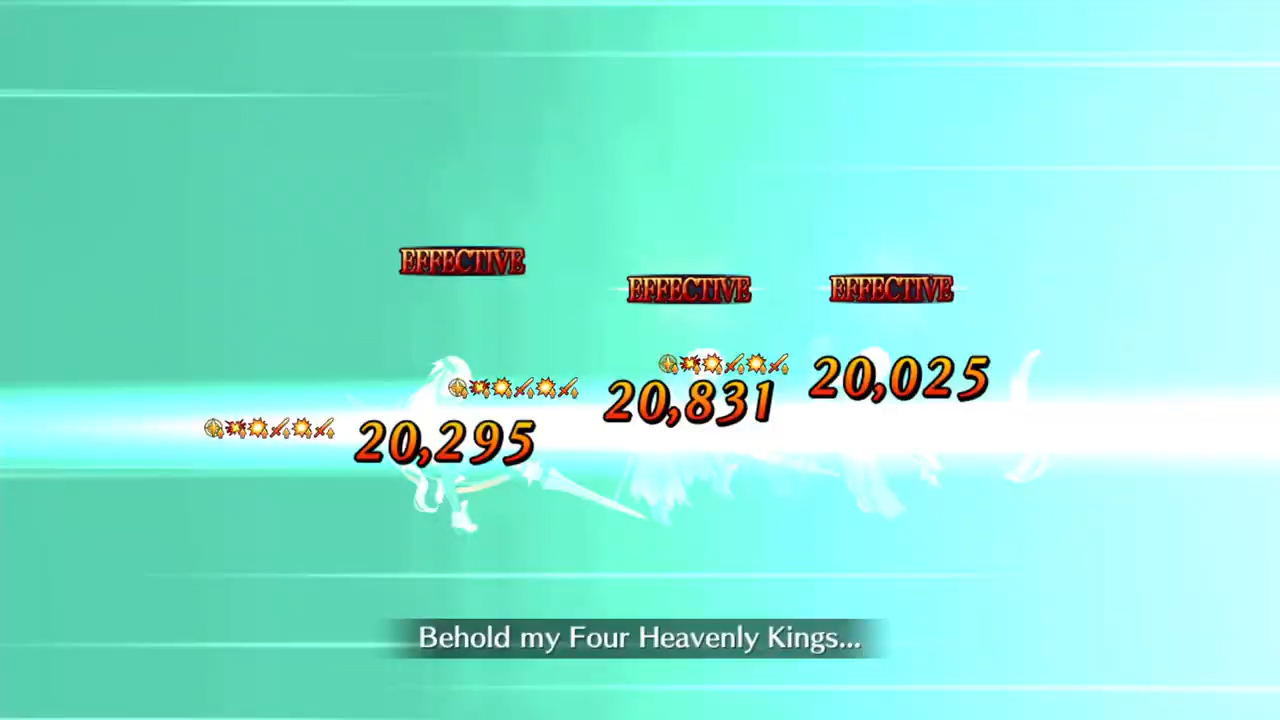 EFFECTIVE
EFFECTIVE
EFFECTIVE
20,025
20,831
20,295
Behold my Four Heavenly Kings...